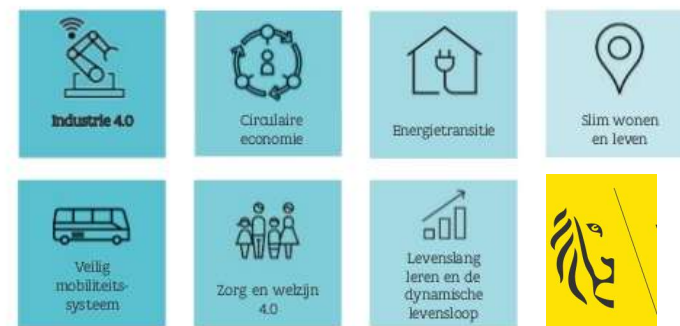 Industrie 4.0
Circulaire
economie
Energietransitie
Slim wonen
en leven
Veilig
mobiliteits-
systeem
Zorg en welzijn
4.0
Levenslang
leren en de
dynamische
levensloop